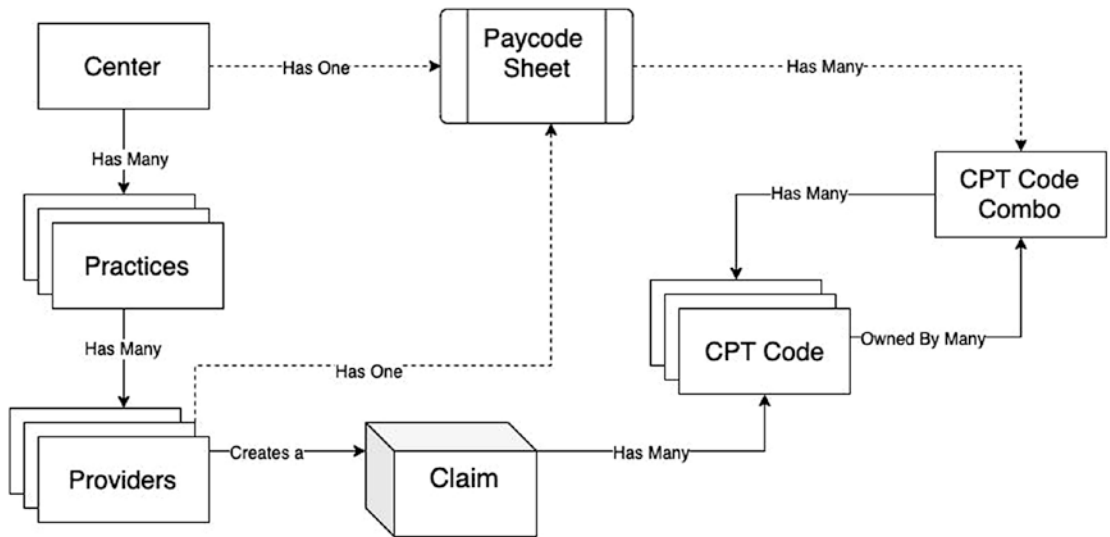 Center
Has One
Paycode
Sheet
Has Many
Has Many
CPT Code
Combo
Has Many
Practices
CPT Code
Owned By Many
Has Many
Has One
Providers
Creates a
Claim
Has Many